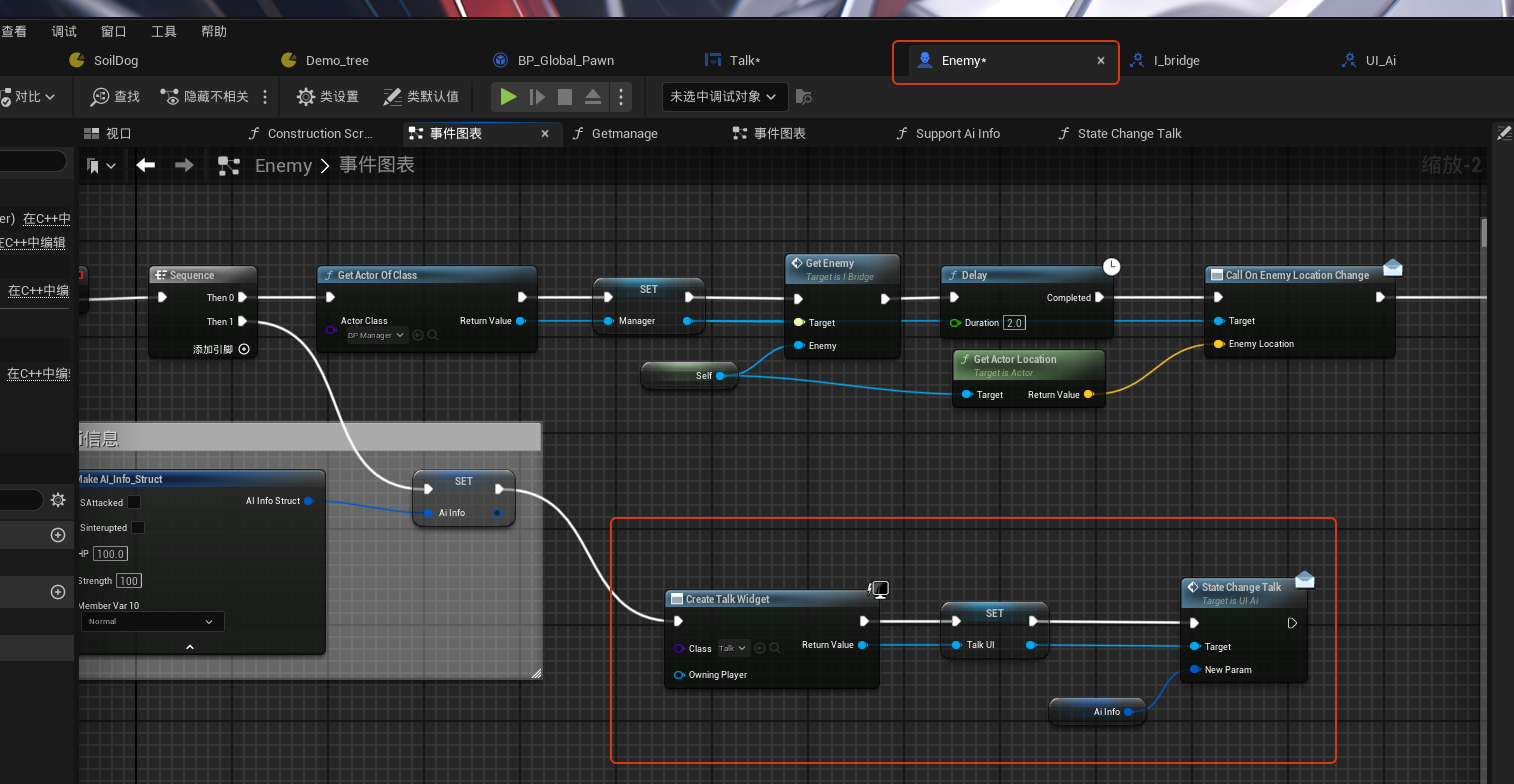 查看 调试 窗口 工具 帮助
SoilDog Demo_tree BP_Global_Pawn Talk* Enemy* I_bridge UI_Ai
对比 查找 隐藏不相关 类设置 类默认值 未选中调试对象
视口 Construction Scr... 事件图表 Getmanage 事件图表 Support Ai Info State Change Talk
Enemy > 事件图表
缩放-2
er) 在C++中
在C++中编辑
在C++中编
在C++中编
Sequence
Then 0
Then 1
添加引脚
Get Actor Of Class
Actor Class
BP Manager
Return Value
SET
Manager
Get Enemy
Target is I Bridge
Target
Enemy
Self
Delay
Completed
Duration 2.0
Get Actor Location
Target is Actor
Target Return Value
Call On Enemy Location Change
Target
Enemy Location
信息
Make AI_Info_Struct
SAttacked
AI Info Struct
Sinterupted
HP 100.0
Strength 100
Member Var 10
Normal
SET
Ai Info
Create Talk Widget
Class Talk
Return Value
Owning Player
SET
Talk UI
State Change Talk
Target is UI Ai
Target
New Param
Ai Info